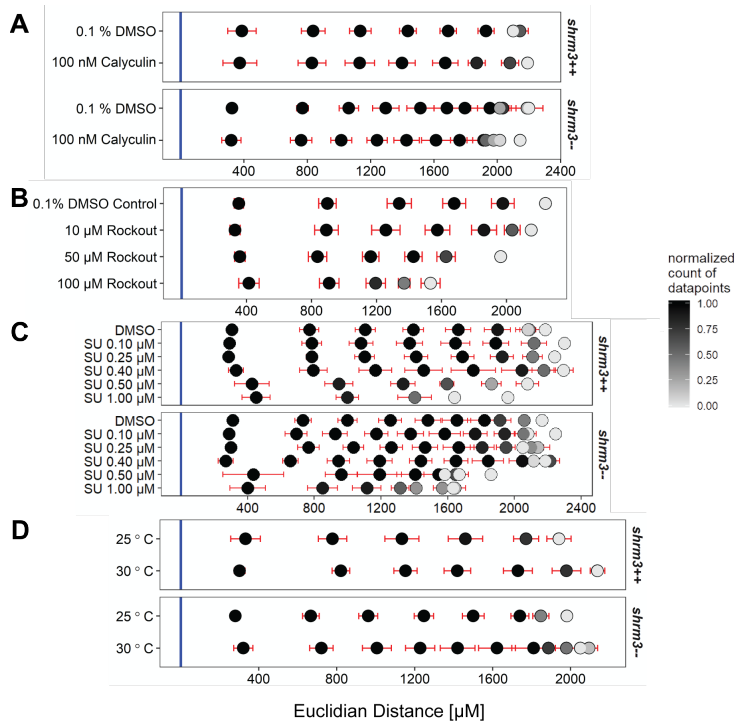 A
0.1 % DMSO
100 nM Calyculin
shrm3++
0.1 % DMSO
100 nM Calyculin
shrm3--
400 800 1200 1600 2000 2400
B
0.1% DMSO Control
10 µM Rockout
50 µM Rockout
100 µM Rockout
400 800 1200 1600 2000
normalized
count of
datapoints
1.00
0.75
0.50
0.25
0.00
C
DMSO
SU 0.10 µM
SU 0.25 µM
SU 0.40 µM
SU 0.50 µM
SU 1.00 µM
shrm3++
DMSO
SU 0.10 µM
SU 0.25 µM
SU 0.40 µM
SU 0.50 µM
SU 1.00 µM
shrm3--
400 800 1200 1600 2000 2400
D
25 ° C
30 ° C
shrm3++
25 ° C
30 ° C
shrm3--
400 800 1200 1600 2000
Euclidian Distance [µM]